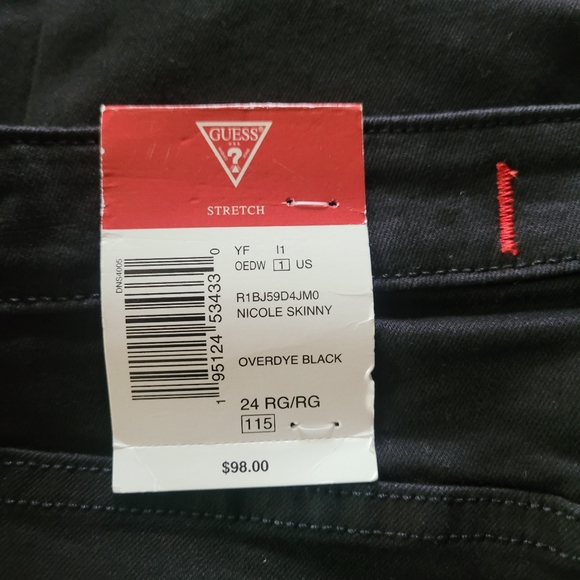 GUESS®
U.S.A.
?
STRETCH
DNS4005
1 95124 53433 0
YF I1
OEDW 1 US
R1BJ59D4JM0
NICOLE SKINNY
OVERDYE BLACK
24 RG/RG
115
$98.00